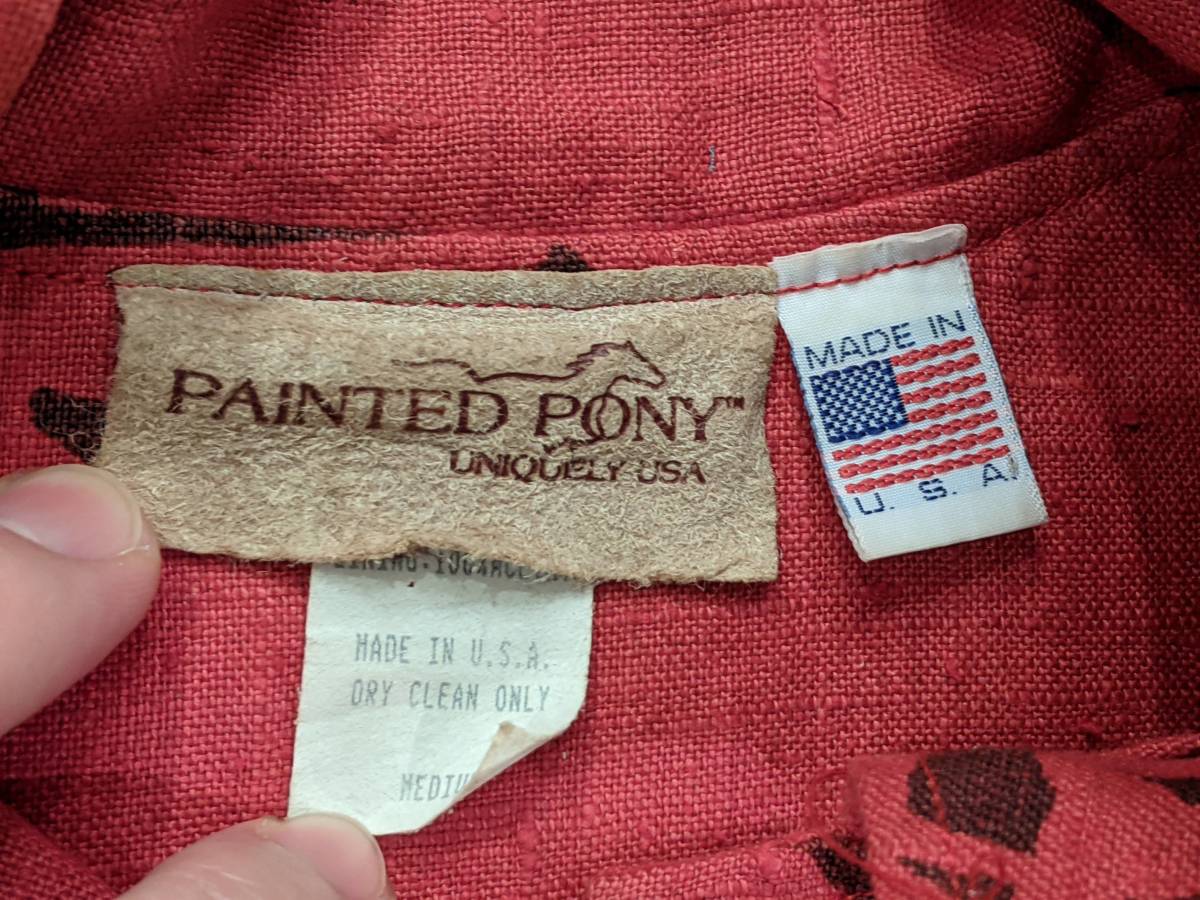 PAINTED PONY™
UNIQUELY USA
MADE IN
U. S. A.
MADE IN U.S.A.
DRY CLEAN ONLY